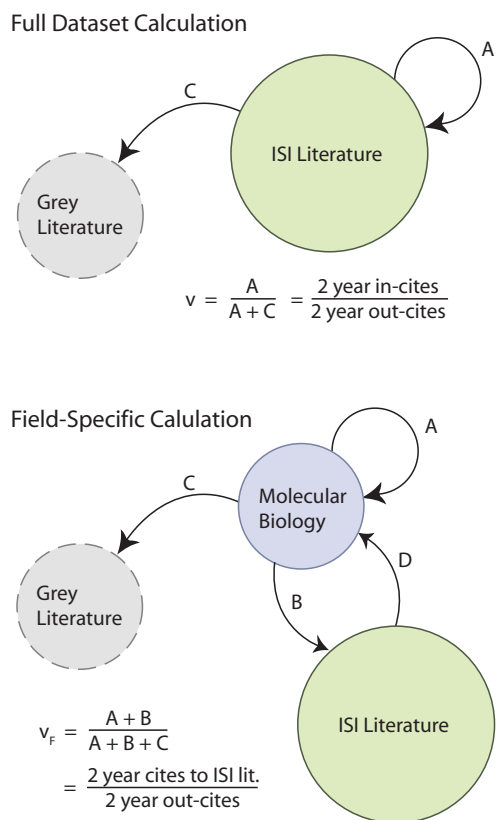 Full Dataset Calculation
A
C
ISI Literature
Grey
Literature
v = A / A + C = 2 year in-cites / 2 year out-cites
Field-Specific Calulation
A
C
Molecular
Biology
D
Grey
Literature
B
ISI Literature
v_F = A + B / A + B + C
= 2 year cites to ISI lit. / 2 year out-cites